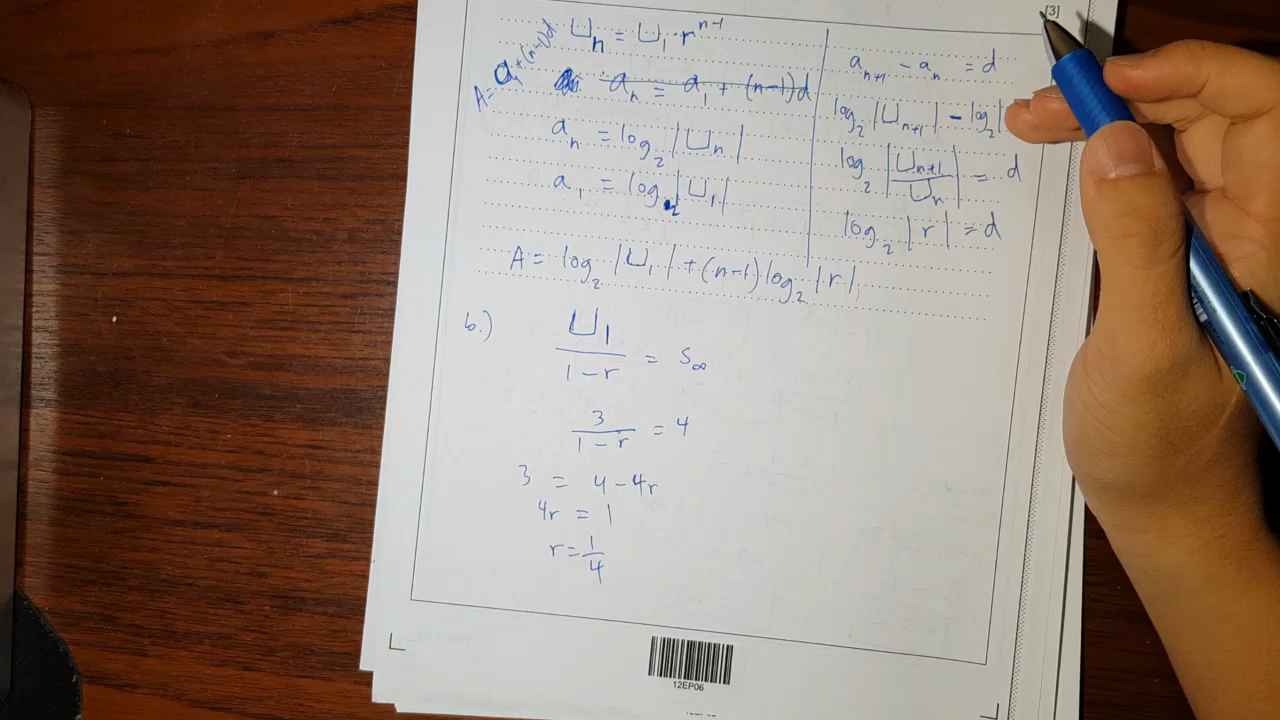 [3]
Uₙ = U₁ · rⁿ⁻¹
A = a₁ + (n-1)d
aₙ = a₁ + (n-1)d
aₙ = log₂ |Uₙ|
a₁ = log₂ |U₁|
aₙ₊₁ - aₙ = d
log₂ |Uₙ₊₁| - log₂ |
log₂ |Uₙ₊₁ / Uₙ| = d
log₂ |r| = d
A = log₂ |U₁| + (n-1) log₂ |r|
b.) U₁ / (1-r) = S∞
3 / (1-r) = 4
3 = 4 - 4r
4r = 1
r = 1/4
12EP06